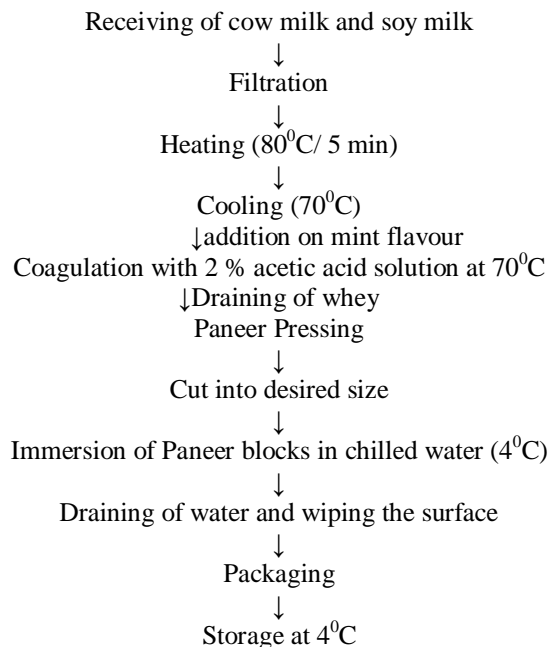 Receiving of cow milk and soy milk
↓
Filtration
↓
Heating (80⁰C/ 5 min)
↓
Cooling (70⁰C)
↓addition on mint flavour
Coagulation with 2 % acetic acid solution at 70⁰C
↓Draining of whey
Paneer Pressing
↓
Cut into desired size
↓
Immersion of Paneer blocks in chilled water (4⁰C)
↓
Draining of water and wiping the surface
↓
Packaging
↓
Storage at 4⁰C